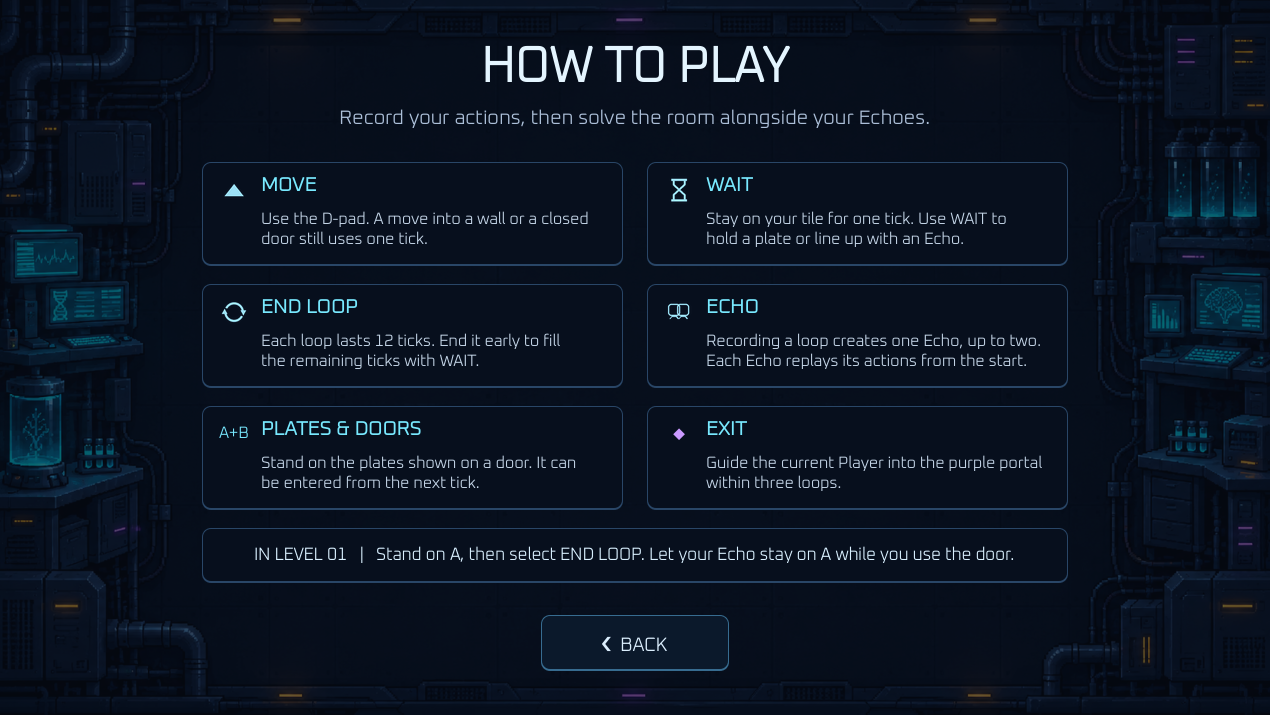 HOW TO PLAY
Record your actions, then solve the room alongside your Echoes.
MOVE
Use the D-pad. A move into a wall or a closed
door still uses one tick.
WAIT
Stay on your tile for one tick. Use WAIT to
hold a plate or line up with an Echo.
END LOOP
Each loop lasts 12 ticks. End it early to fill
the remaining ticks with WAIT.
ECHO
Recording a loop creates one Echo, up to two.
Each Echo replays its actions from the start.
A+B PLATES & DOORS
Stand on the plates shown on a door. It can
be entered from the next tick.
EXIT
Guide the current Player into the purple portal
within three loops.
IN LEVEL 01 | Stand on A, then select END LOOP. Let your Echo stay on A while you use the door.
❮ BACK